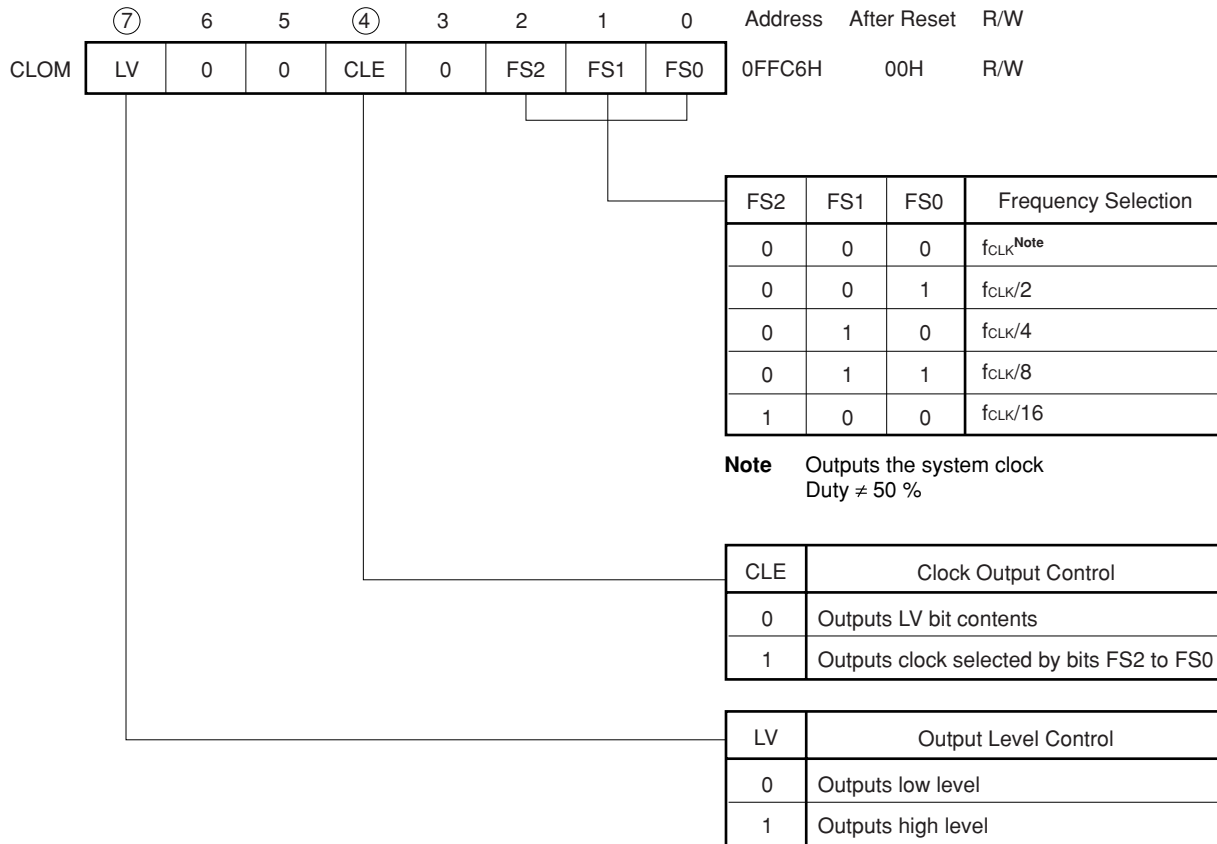 ⑦ 6 5 ④ 3 2 1 0 Address After Reset R/W
CLOM LV 0 0 CLE 0 FS2 FS1 FS0 0FFC6H 00H R/W
FS2 FS1 FS0 Frequency Selection
0 0 0 fCLKNote
0 0 1 fCLK/2
0 1 0 fCLK/4
0 1 1 fCLK/8
1 0 0 fCLK/16
Note Outputs the system clock
Duty ≠ 50 %
CLE Clock Output Control
0 Outputs LV bit contents
1 Outputs clock selected by bits FS2 to FS0
LV Output Level Control
0 Outputs low level
1 Outputs high level